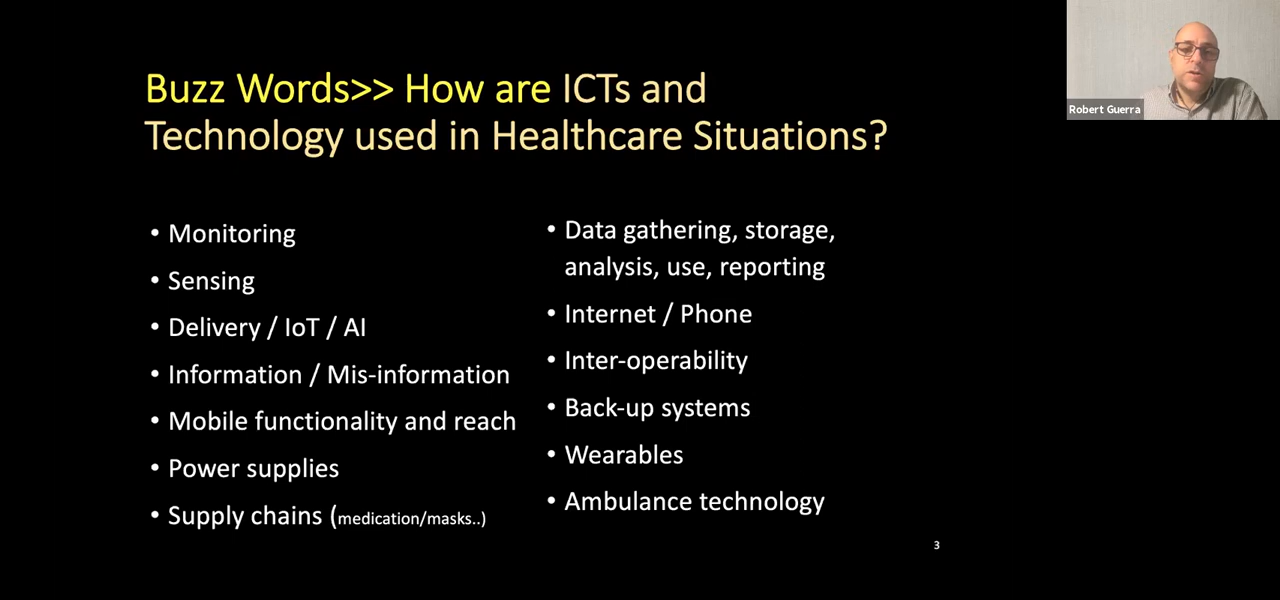 Buzz Words>> How are ICTs and
Technology used in Healthcare Situations?
• Monitoring
• Sensing
• Delivery / IoT / AI
• Information / Mis-information
• Mobile functionality and reach
• Power supplies
• Supply chains (medication/masks..)
• Data gathering, storage,
analysis, use, reporting
• Internet / Phone
• Inter-operability
• Back-up systems
• Wearables
• Ambulance technology
3
Robert Guerra